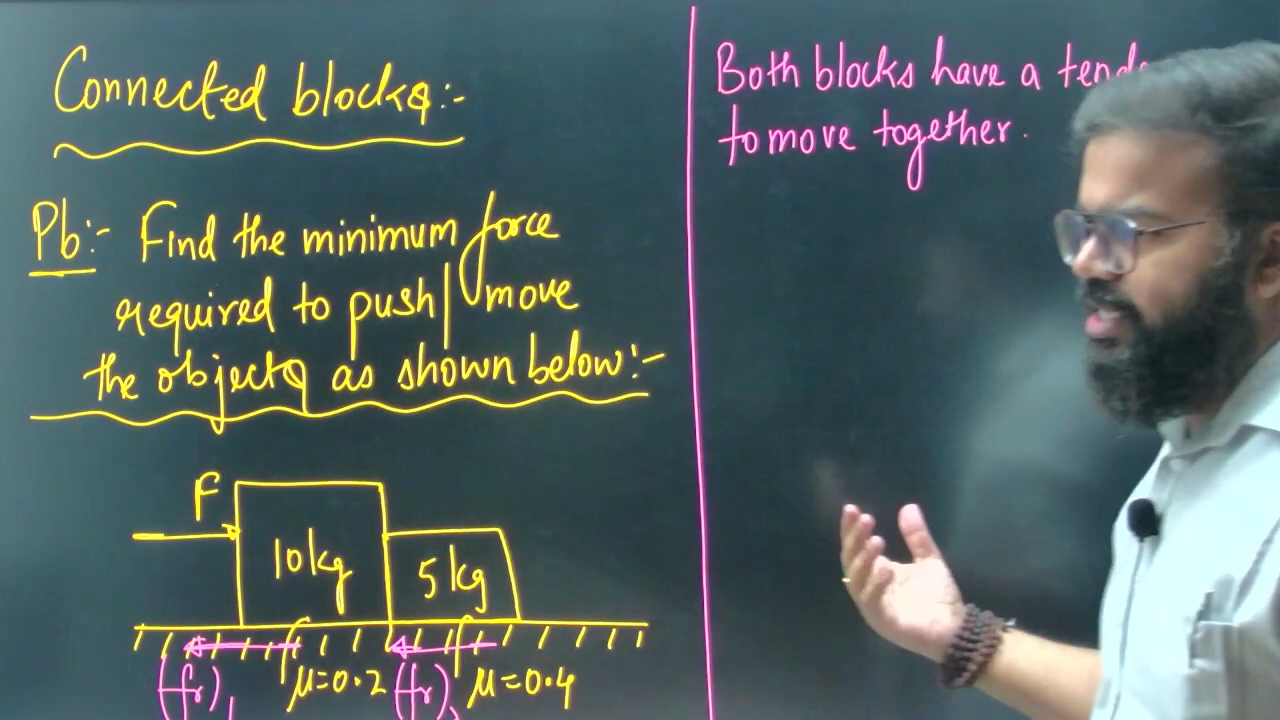 Connected blocks:-
Pb:- Find the minimum force
required to push/move
the objects as shown below:-
F
10kg
5kg
(fr)₁
μ=0.2
(fr)₂
μ=0.4
Both blocks have a
to move together.